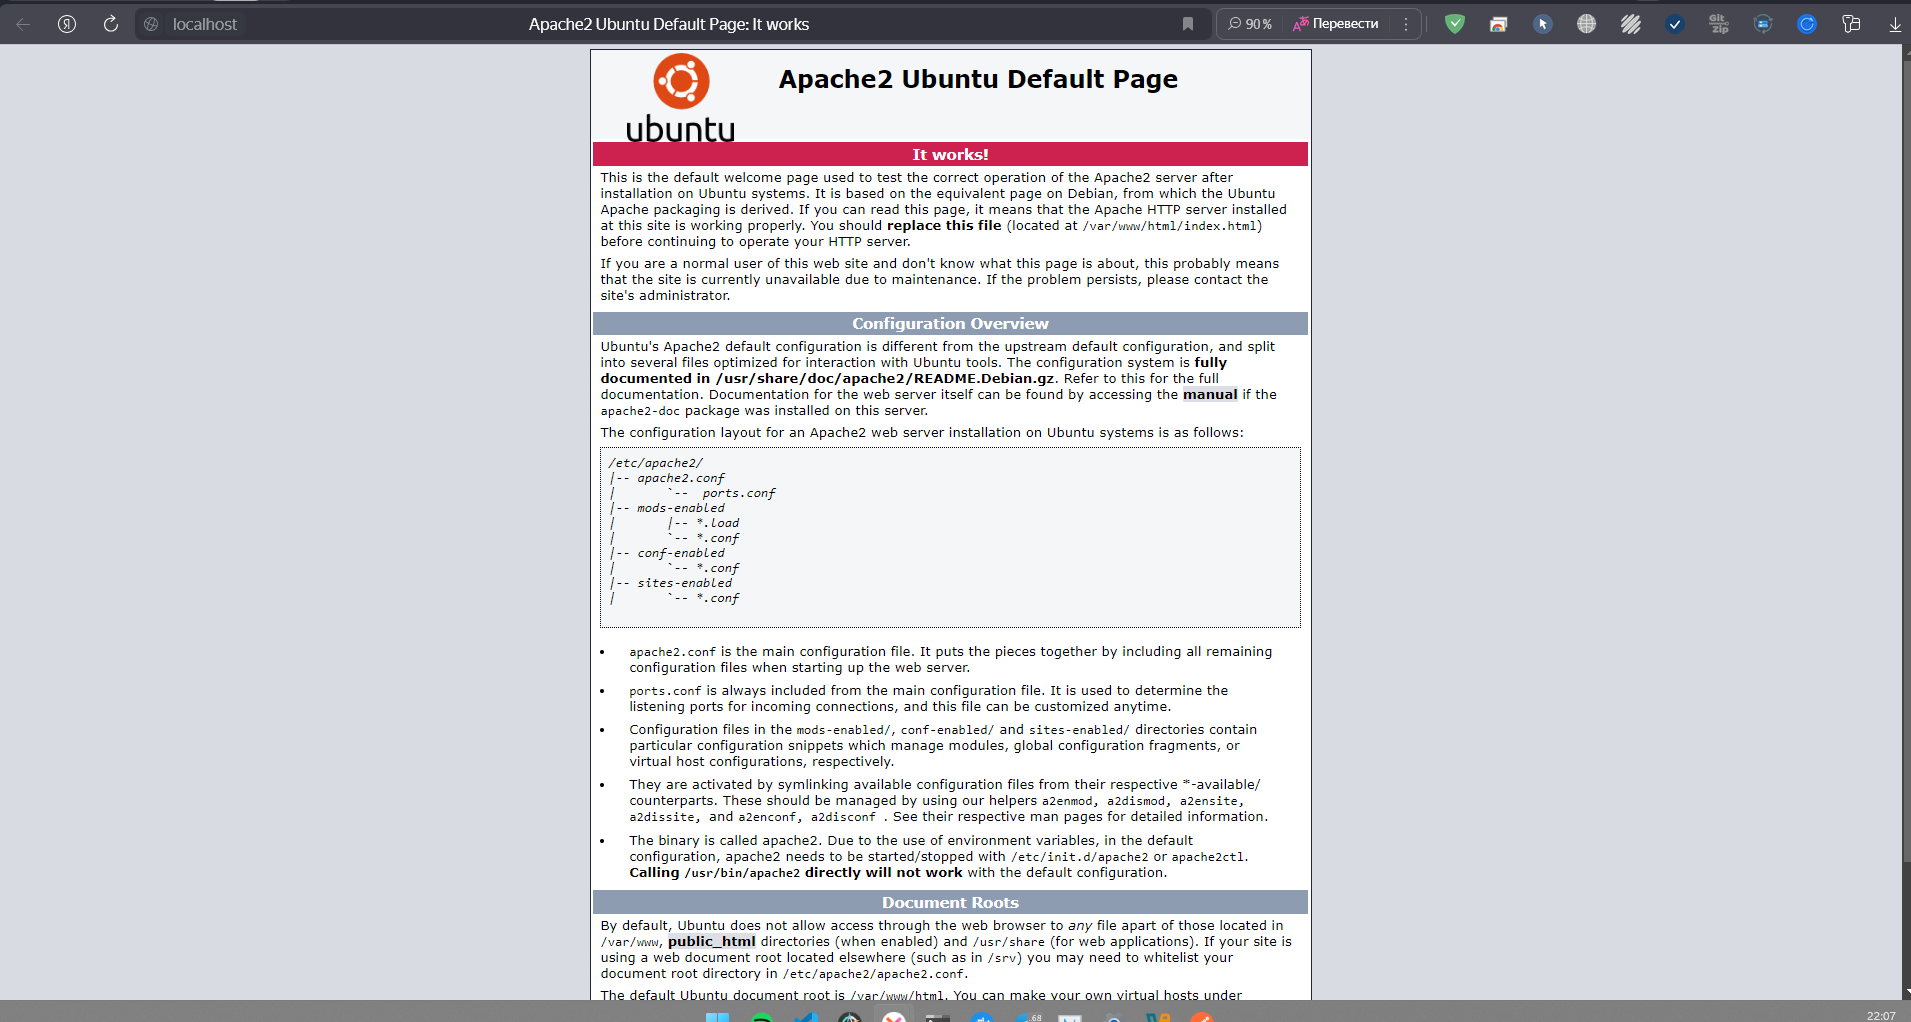 localhost
Apache2 Ubuntu Default Page: It works
90 %
Перевести
Git
Zip
ubuntu
Apache2 Ubuntu Default Page
It works!
This is the default welcome page used to test the correct operation of the Apache2 server after
installation on Ubuntu systems. It is based on the equivalent page on Debian, from which the Ubuntu
Apache packaging is derived. If you can read this page, it means that the Apache HTTP server installed
at this site is working properly. You should replace this file (located at /var/www/html/index.html)
before continuing to operate your HTTP server.
If you are a normal user of this web site and don't know what this page is about, this probably means
that the site is currently unavailable due to maintenance. If the problem persists, please contact the
site's administrator.
Configuration Overview
Ubuntu's Apache2 default configuration is different from the upstream default configuration, and split
into several files optimized for interaction with Ubuntu tools. The configuration system is fully
documented in /usr/share/doc/apache2/README.Debian.gz. Refer to this for the full
documentation. Documentation for the web server itself can be found by accessing the manual if the
apache2-doc package was installed on this server.
The configuration layout for an Apache2 web server installation on Ubuntu systems is as follows:
/etc/apache2/
|-- apache2.conf
|       `--  ports.conf
|-- mods-enabled
|       |-- *.load
|       `-- *.conf
|-- conf-enabled
|       `-- *.conf
|-- sites-enabled
|       `-- *.conf
• apache2.conf is the main configuration file. It puts the pieces together by including all remaining
configuration files when starting up the web server.
• ports.conf is always included from the main configuration file. It is used to determine the
listening ports for incoming connections, and this file can be customized anytime.
• Configuration files in the mods-enabled/, conf-enabled/ and sites-enabled/ directories contain
particular configuration snippets which manage modules, global configuration fragments, or
virtual host configurations, respectively.
• They are activated by symlinking available configuration files from their respective *-available/
counterparts. These should be managed by using our helpers a2enmod, a2dismod, a2ensite,
a2dissite, and a2enconf, a2disconf . See their respective man pages for detailed information.
• The binary is called apache2. Due to the use of environment variables, in the default
configuration, apache2 needs to be started/stopped with /etc/init.d/apache2 or apache2ctl.
Calling /usr/bin/apache2 directly will not work with the default configuration.
Document Roots
By default, Ubuntu does not allow access through the web browser to any file apart of those located in
/var/www, public_html directories (when enabled) and /usr/share (for web applications). If your site is
using a web document root located elsewhere (such as in /srv) you may need to whitelist your
document root directory in /etc/apache2/apache2.conf.
The default Ubuntu document root is /var/www/html. You can make your own virtual hosts under
.68
22:07